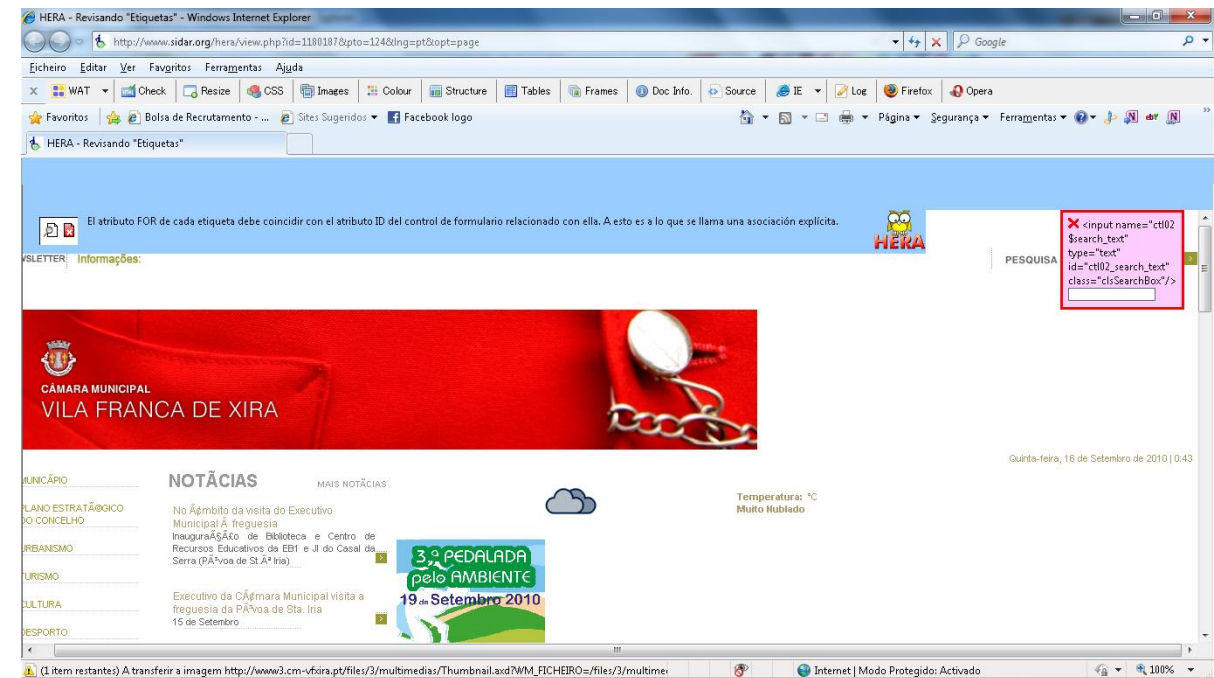 HERA - Revisando "Etiquetas" - Windows Internet Explorer
http://www.sidar.org/hera/view.php?id=1180187&pto=124&lng=pt&opt=page
Google
Ficheiro Editar Ver Favoritos Ferramentas Ajuda
x WAT Check Resize CSS Images Colour Structure Tables Frames Doc Info. Source IE Log Firefox Opera
Favoritos Bolsa de Recrutamento - ... Sites Sugeridos Facebook logo Página Segurança Ferramentas
HERA - Revisando "Etiquetas"
El atributo FOR de cada etiqueta debe coincidir con el atributo ID del control de formulario relacionado con ella. A esto es a lo que se llama una asociación explícita.
HERA
<input name="ctl02
$search_text"
type="text"
id="ctl02_search_text"
class="clsSearchBox"/>
SLETTER Informações:
PESQUISA
CÂMARA MUNICIPAL
VILA FRANCA DE XIRA
Quinta-feira, 16 de Setembro de 2010 | 0:43
NOTÃCIAS MAIS NOTÃCIAS
MUNICÃPIO
PLANO ESTRATÃ©GICO
DO CONCELHO
URBANISMO
TURISMO
CULTURA
DESPORTO
No Ã¢mbito da visita do Executivo
Municipal Ã freguesia
InauguraÃ§Ã£o de Biblioteca e Centro de
Recursos Educativos da EB1 e JI do Casal da
Serra (PÃ³voa de St.Âª Iria)
Executivo da CÃ¢mara Municipal visita a
freguesia da PÃ³voa de Sta. Iria
15 de Setembro
3.ª PEDALADA
pelo AMBIENTE
19 de Setembro 2010
Temperatura: ºC
Muito Nublado
(1 item restantes) A transferir a imagem http://www3.cm-vfxira.pt/files/3/multimedias/Thumbnail.axd?WM_FICHEIRO=/files/3/multime
Internet | Modo Protegido: Activado
100%